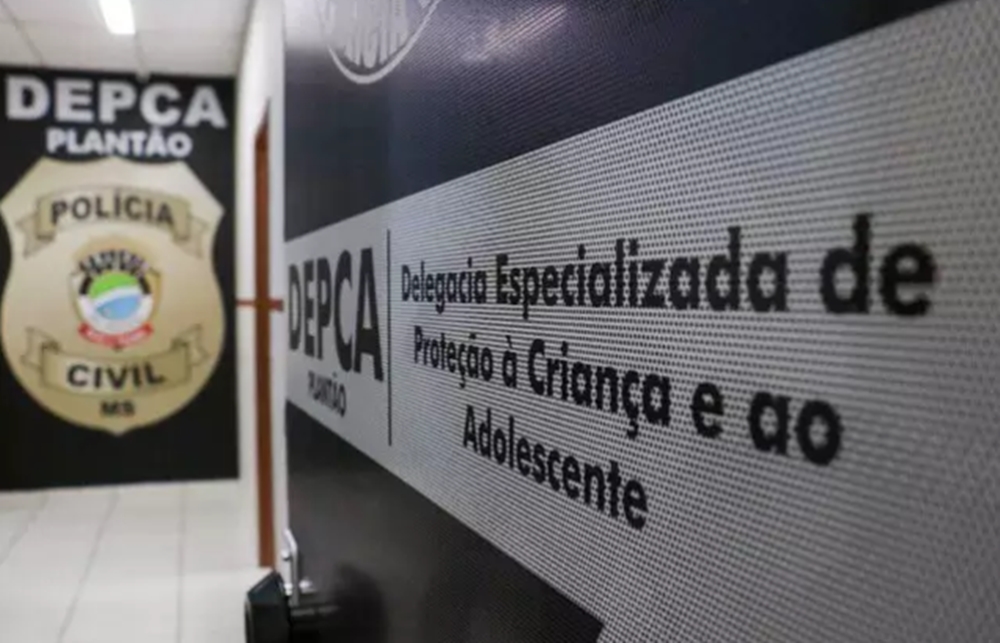 DEPCA
PLANTÃO
POLÍCIA
CIVIL
MS
DEPCA
PLANTÃO
Delegacia Especializada de
Proteção à Criança e ao
Adolescente